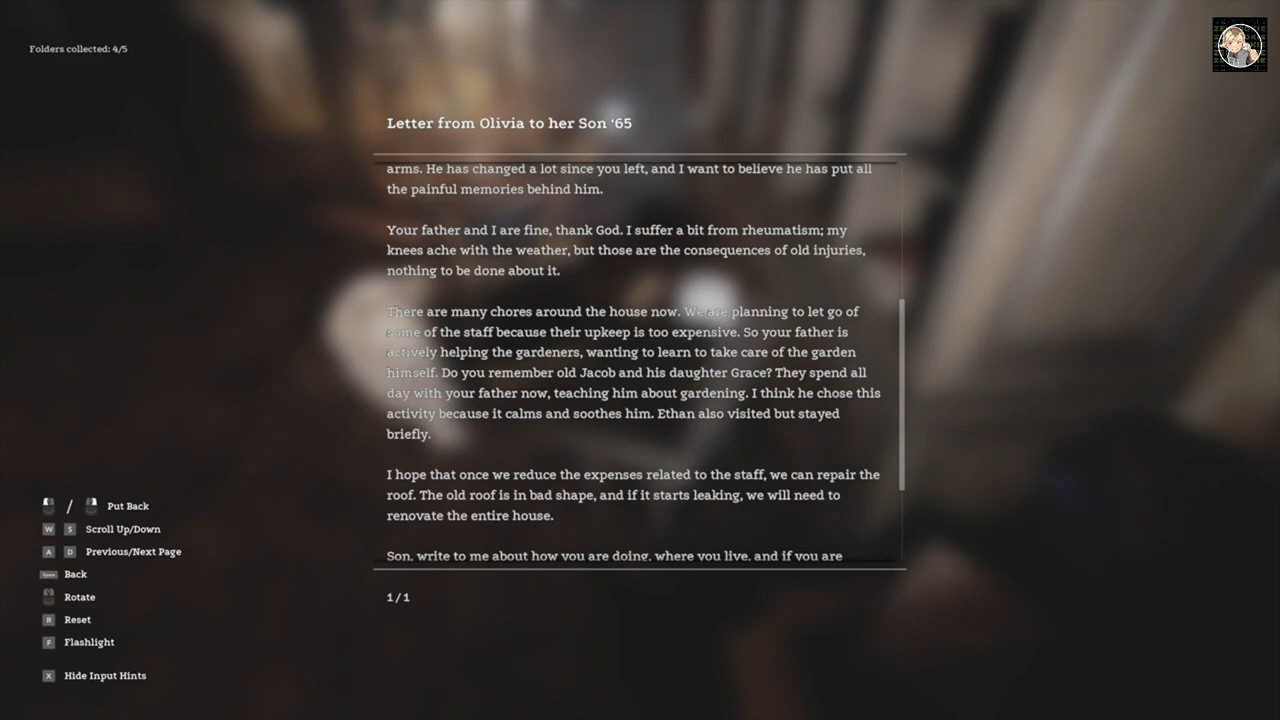 Folders collected: 4/5
Letter from Olivia to her Son ‘65
arms. He has changed a lot since you left, and I want to believe he has put all
the painful memories behind him.
Your father and I are fine, thank God. I suffer a bit from rheumatism; my
knees ache with the weather, but those are the consequences of old injuries,
nothing to be done about it.
There are many chores around the house now. We are planning to let go of
some of the staff because their upkeep is too expensive. So your father is
actively helping the gardeners, wanting to learn to take care of the garden
himself. Do you remember old Jacob and his daughter Grace? They spend all
day with your father now, teaching him about gardening. I think he chose this
activity because it calms and soothes him. Ethan also visited but stayed
briefly.
I hope that once we reduce the expenses related to the staff, we can repair the
roof. The old roof is in bad shape, and if it starts leaking, we will need to
renovate the entire house.
Son, write to me about how you are doing, where you live, and if you are
1/1
/ Put Back
W S Scroll Up/Down
A D Previous/Next Page
Space Back
Rotate
R Reset
F Flashlight
X Hide Input Hints